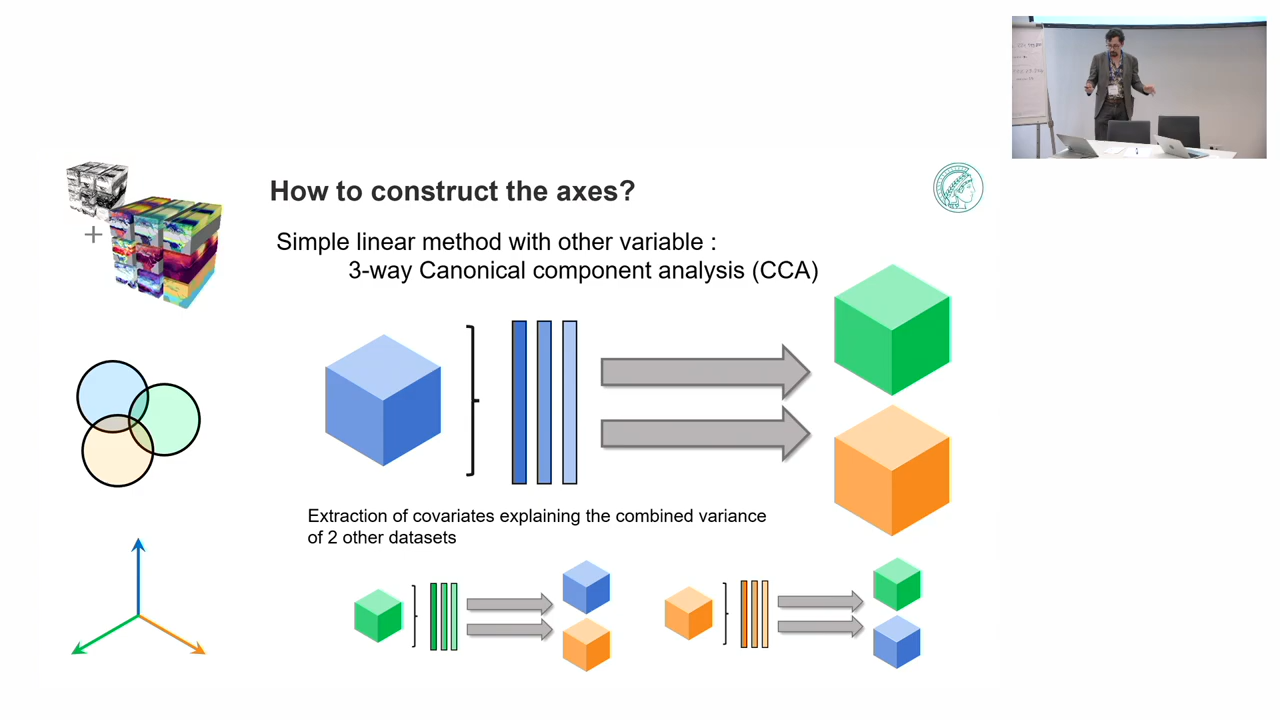 How to construct the axes?
Simple linear method with other variable :
3-way Canonical component analysis (CCA)
Extraction of covariates explaining the combined variance
of 2 other datasets